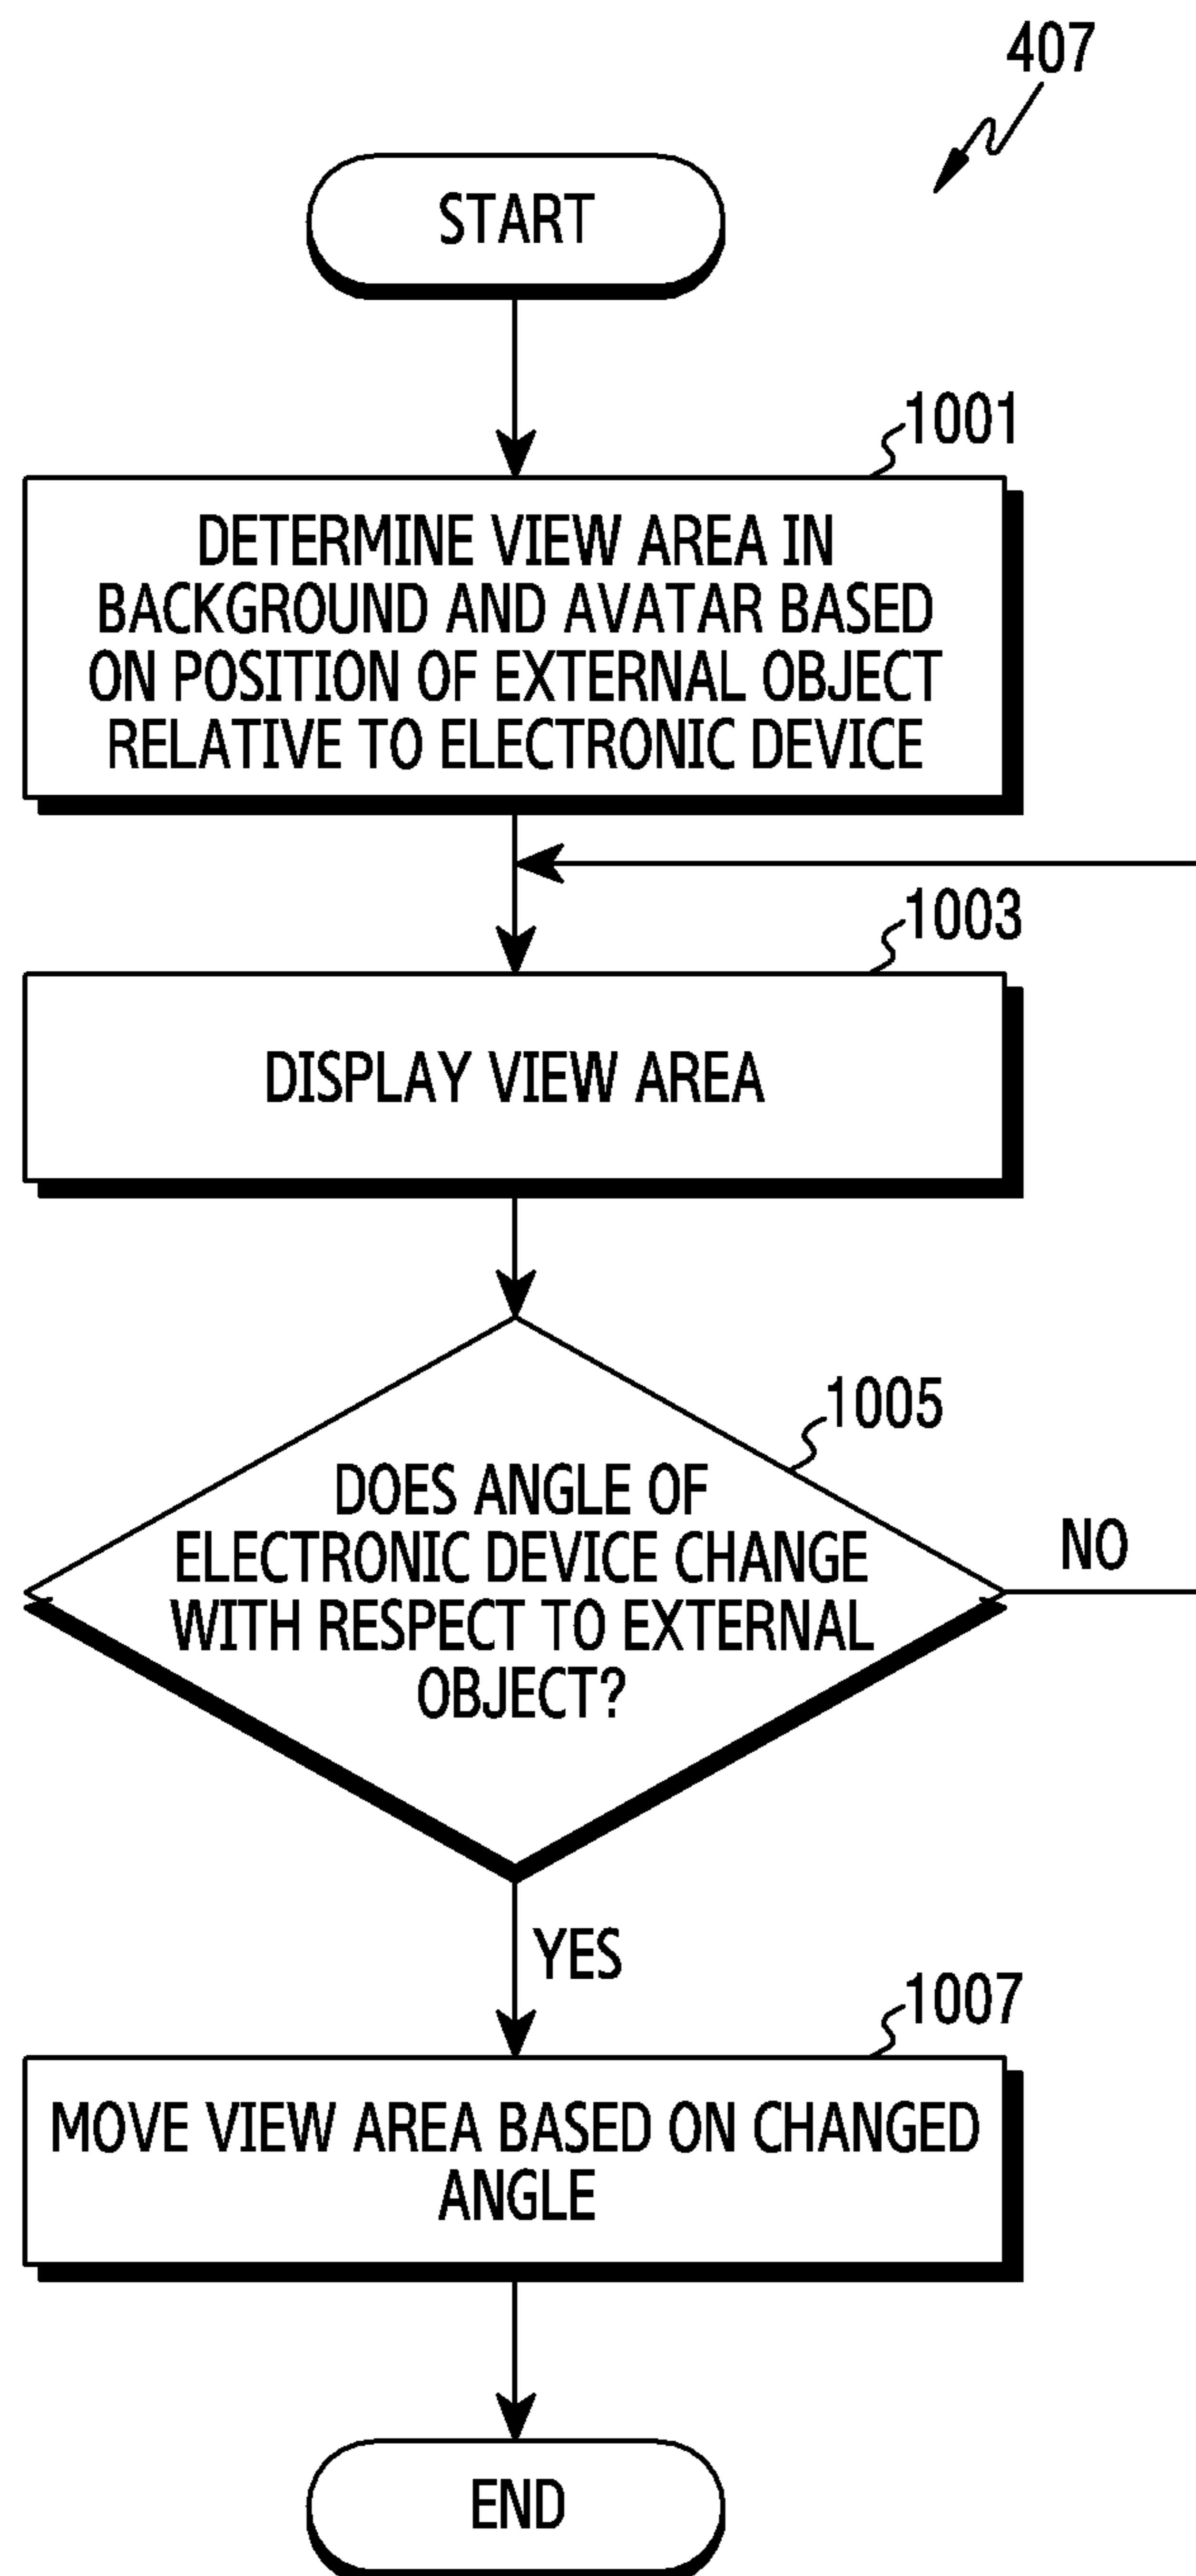 407
START
1001
DETERMINE VIEW AREA IN
BACKGROUND AND AVATAR BASED
ON POSITION OF EXTERNAL OBJECT
RELATIVE TO ELECTRONIC DEVICE
1003
DISPLAY VIEW AREA
1005
DOES ANGLE OF
ELECTRONIC DEVICE CHANGE
WITH RESPECT TO EXTERNAL
OBJECT?
NO
YES
1007
MOVE VIEW AREA BASED ON CHANGED
ANGLE
END